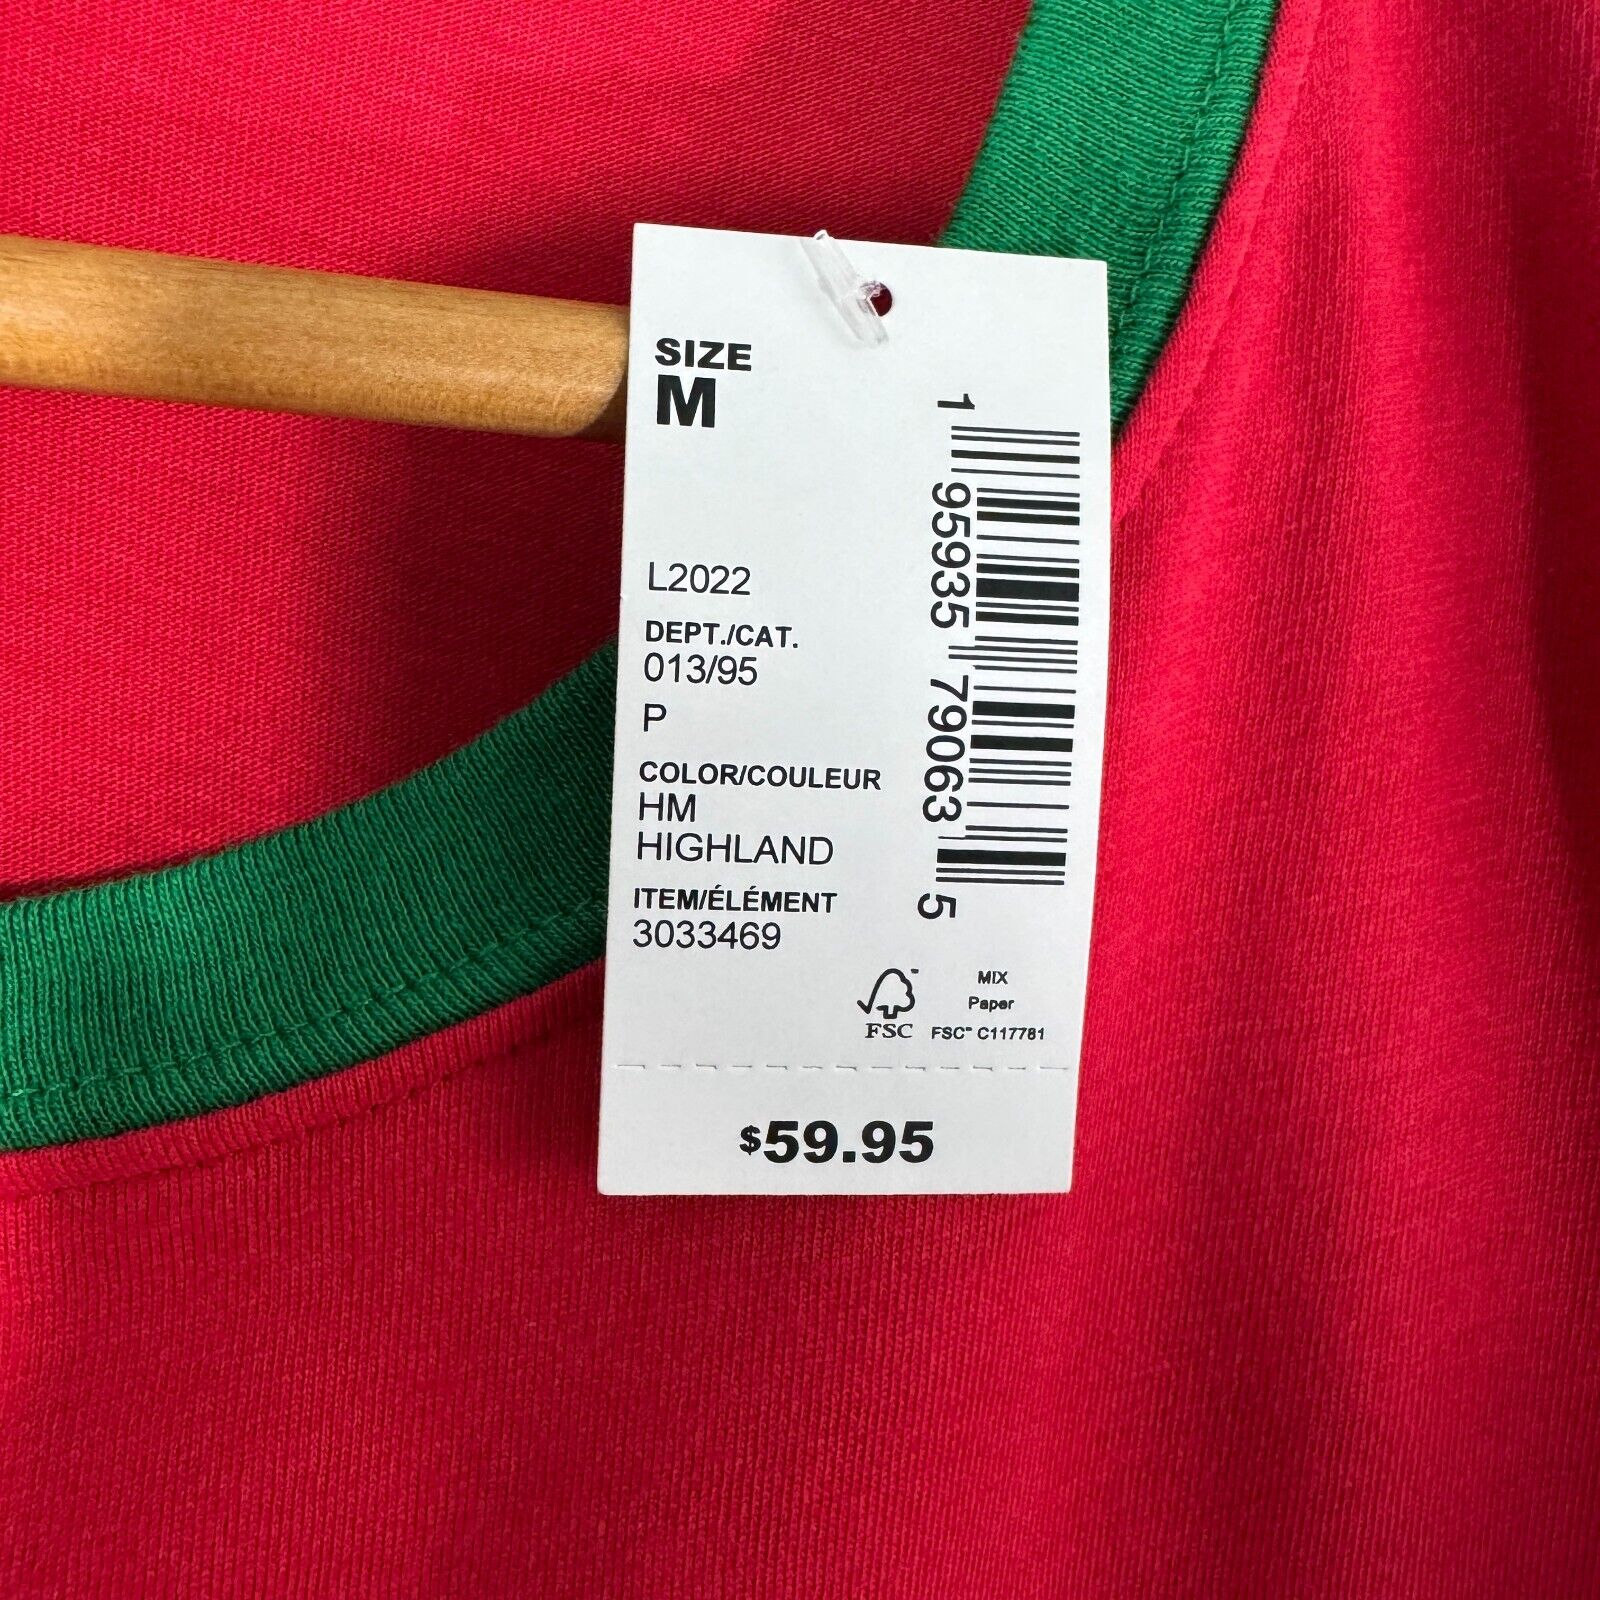 SIZE
M
L2022
DEPT./CAT.
013/95
P
COLOR/COULEUR
HM
HIGHLAND
ITEM/ÉLÉMENT
3033469
1 95935 79063 5
FSC
MIX
Paper
FSC™ C117781
$59.95